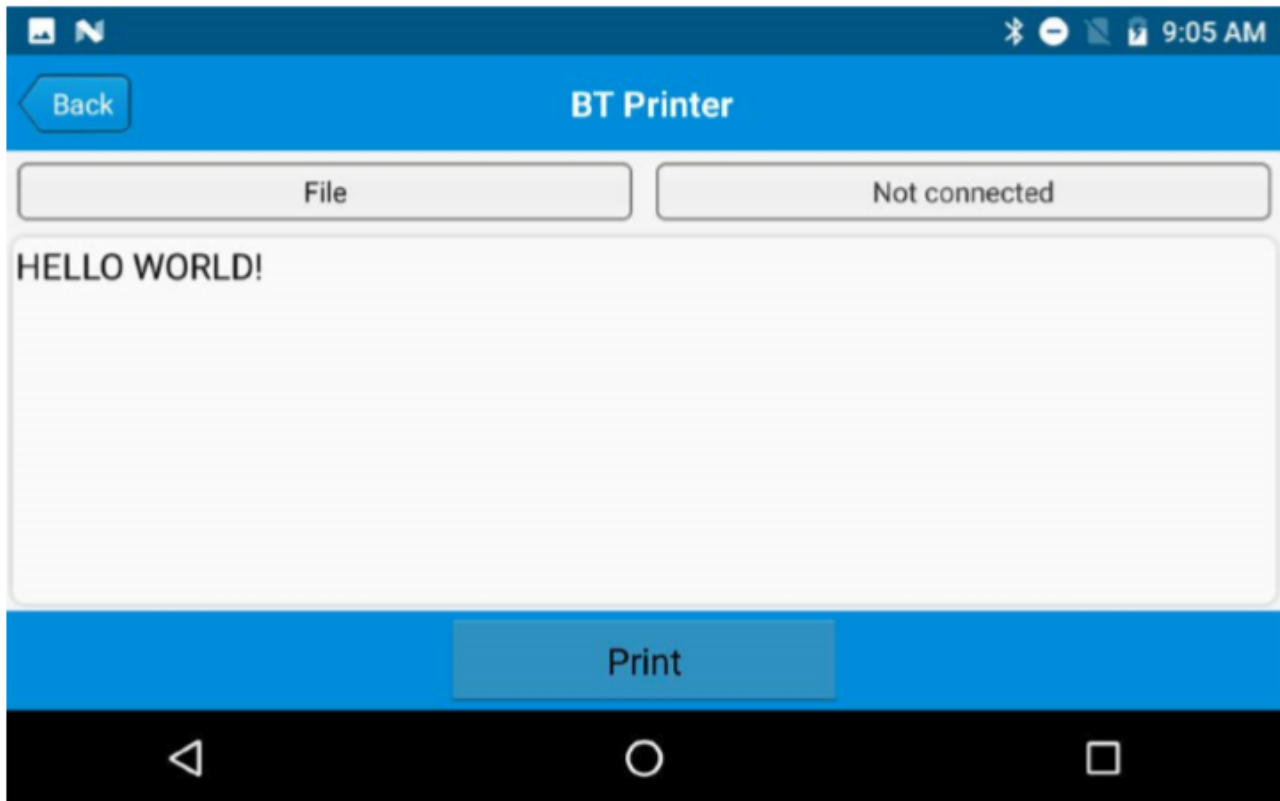 9:05 AM
Back
BT Printer
File
Not connected
HELLO WORLD!
Print